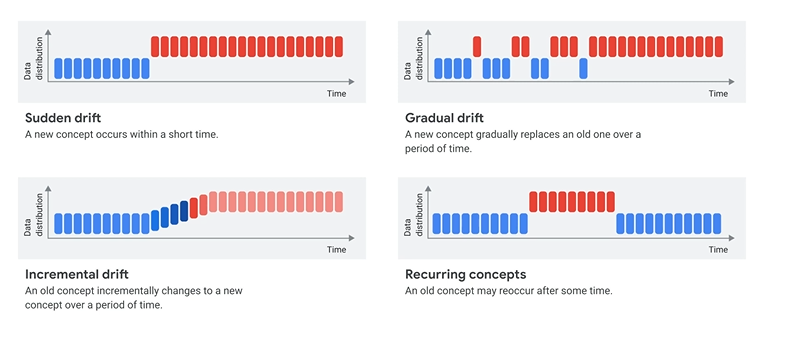 Data
distribution
Time
Sudden drift
A new concept occurs within a short time.
Data
distribution
Time
Gradual drift
A new concept gradually replaces an old one over a
period of time.
Data
distribution
Time
Incremental drift
An old concept incrementally changes to a new
concept over a period of time.
Data
distribution
Time
Recurring concepts
An old concept may reoccur after some time.